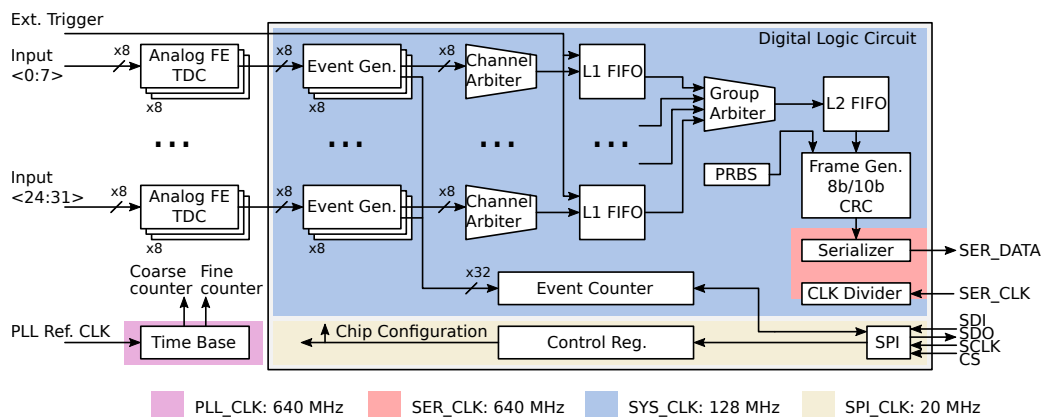 Ext. Trigger
Digital Logic Circuit
Input
<0:7>
x8
Analog FE
TDC
x8
x8
Event Gen.
x8
x8
Channel
Arbiter
L1 FIFO
Group
Arbiter
L2 FIFO
...
...
...
...
PRBS
Frame Gen.
8b/10b
CRC
Input
<24:31>
x8
Analog FE
TDC
x8
x8
Event Gen.
x8
x8
Channel
Arbiter
L1 FIFO
Serializer
SER_DATA
Coarse
counter
Fine
counter
x32
Event Counter
CLK Divider
SER_CLK
PLL Ref. CLK
Time Base
Chip Configuration
Control Reg.
SPI
SDI
SDO
SCLK
CS
PLL_CLK: 640 MHz
SER_CLK: 640 MHz
SYS_CLK: 128 MHz
SPI_CLK: 20 MHz